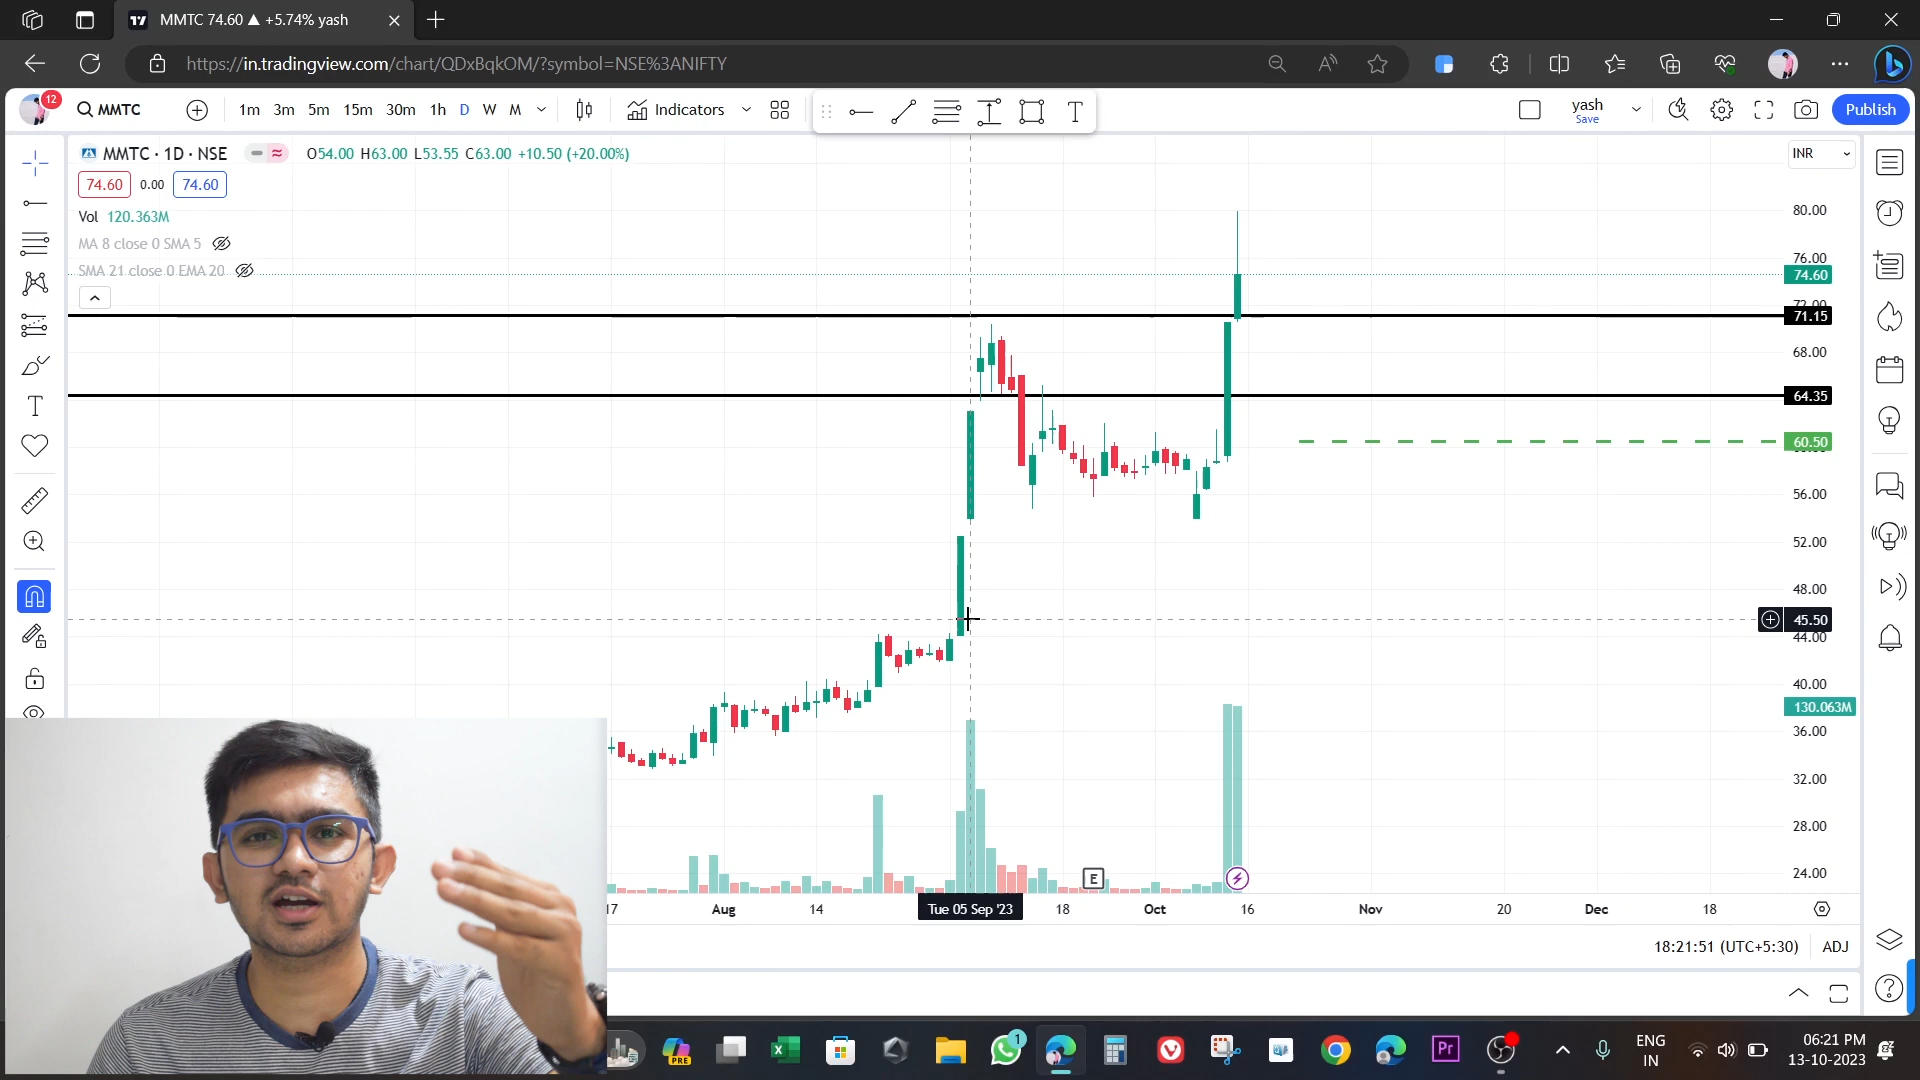 MMTC 74.60 ▲ +5.74% yash
https://in.tradingview.com/chart/QDxBqkOM/?symbol=NSE%3ANIFTY
12
MMTC
1m 3m 5m 15m 30m 1h D W M
Indicators
yash
Save
Publish
MMTC · 1D · NSE
O54.00 H63.00 L53.55 C63.00 +10.50 (+20.00%)
INR
74.60 0.00 74.60
Vol 120.363M
MA 8 close 0 SMA 5
SMA 21 close 0 EMA 20
80.00
76.00
74.60
72.00
71.15
68.00
64.35
60.50
56.00
52.00
48.00
45.50
44.00
40.00
130.063M
36.00
32.00
28.00
24.00
E
17 Aug 14 Tue 05 Sep '23 18 Oct 16 Nov 20 Dec 18
18:21:51 (UTC+5:30) ADJ
PRE
1
Pr
ENG
IN
06:21 PM
13-10-2023